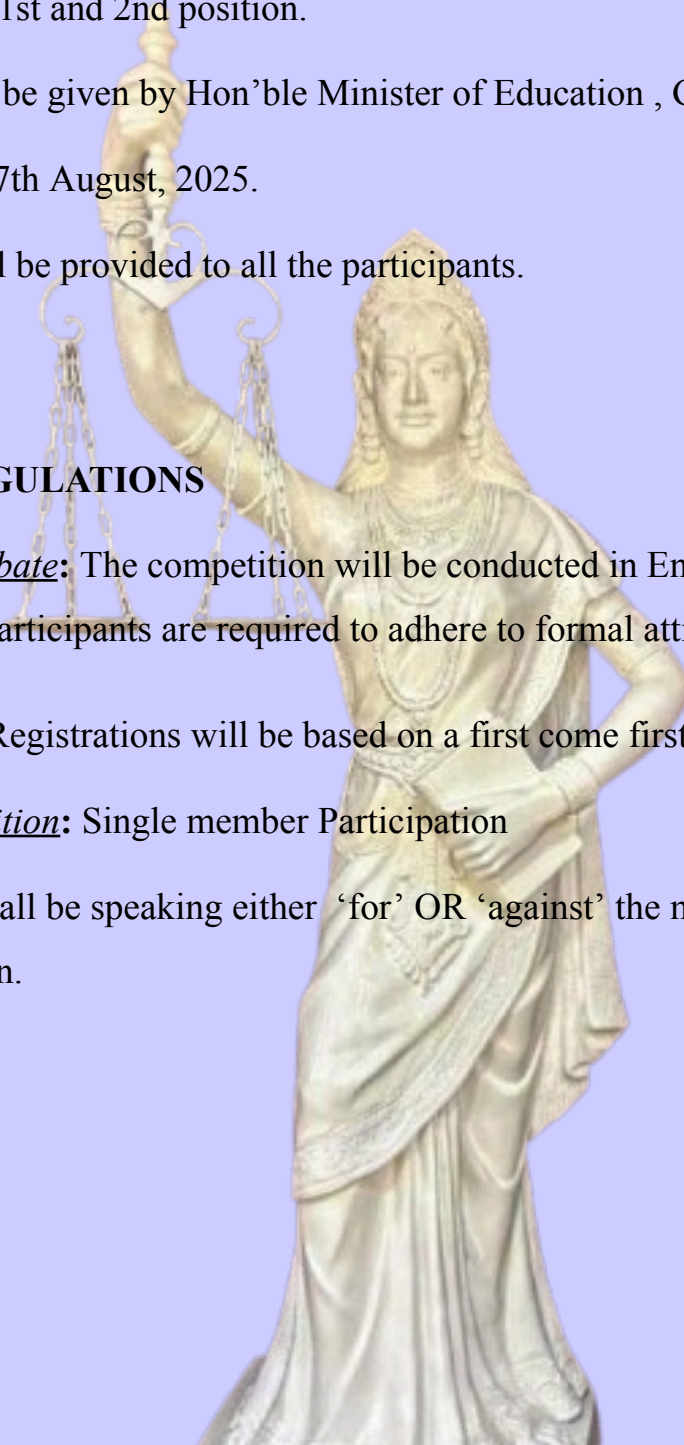 1st and 2nd position.
be given by Hon’ble Minister of Education ,
7th August, 2025.
be provided to all the participants.
GULATIONS
bate: The competition will be conducted in
articipants are required to adhere to formal
Registrations will be based on a first come first
ition: Single member Participation
all be speaking either ‘for’ OR ‘against’ the
n.